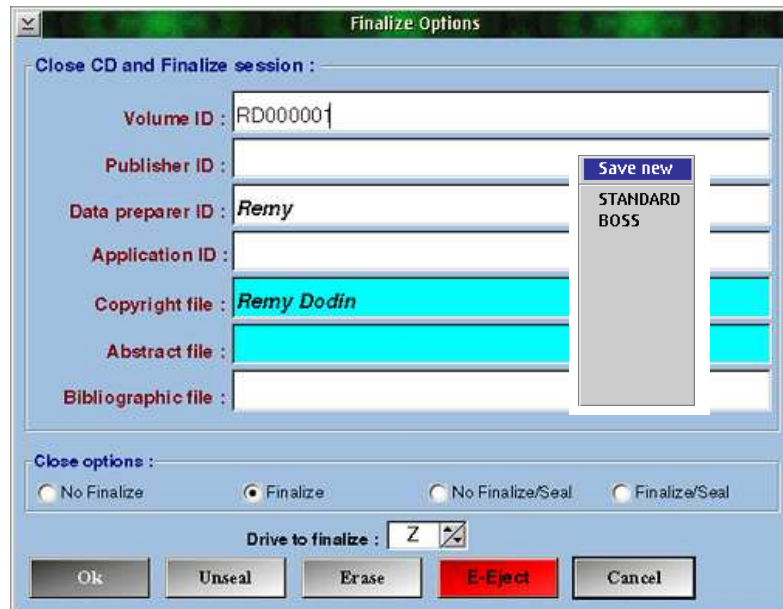 Finalize Options
Close CD and Finalize session :
Volume ID : RD000001
Publisher ID :
Save new
Data preparer ID : Remy
STANDARD
BOSS
Application ID :
Copyright file : Remy Dodin
Abstract file :
Bibliographic file :
Close options :
No Finalize Finalize No Finalize/Seal Finalize/Seal
Drive to finalize : Z
Ok Unseal Erase E-Eject Cancel